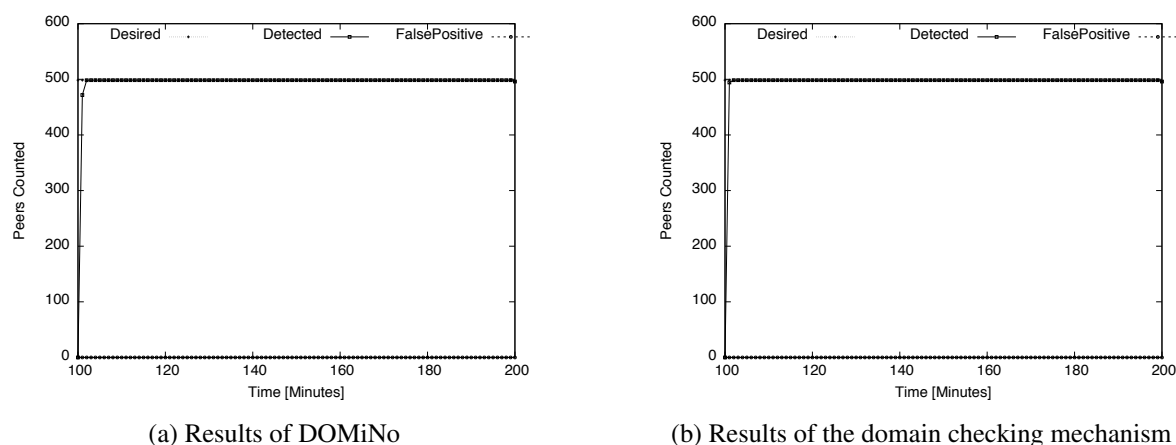 600
Desired Detected FalsePositive
500
400
300
200
100
0
Peers Counted
100 120 140 160 180 200
Time [Minutes]
(a) Results of DOMiNo
600
Desired Detected FalsePositive
500
400
300
200
100
0
Peers Counted
100 120 140 160 180 200
Time [Minutes]
(b) Results of the domain checking mechanism